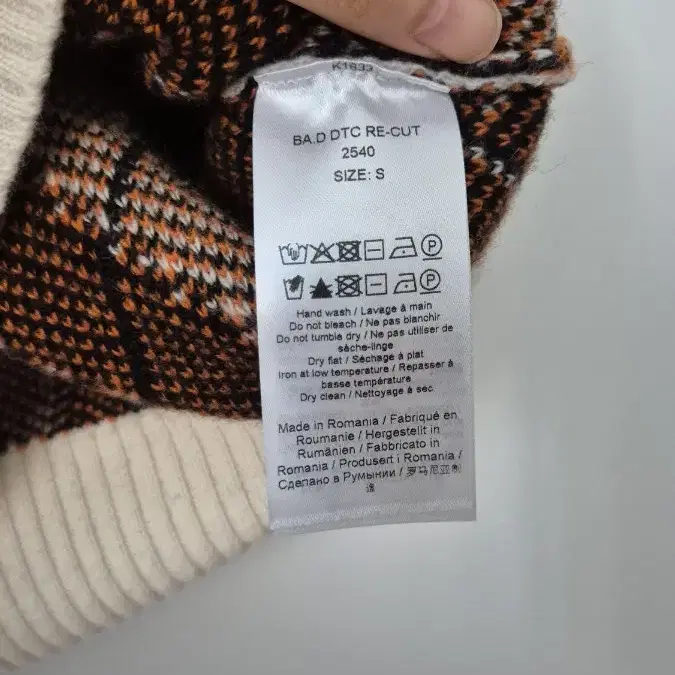 K1633
BA.D DTC RE-CUT
2540
SIZE: S
Hand wash / Lavage à main
Do not bleach / Ne pas blanchir
Do not tumble dry / Ne pas utiliser de
sèche-linge
Dry flat / Séchage à plat
Iron at low temperature / Repasser à
basse température
Dry clean / Nettoyage à sec
Made in Romania / Fabriqué en
Roumanie / Hergestellt in
Rumänien / Fabbricato in
Romania / Produsert i Romania /
Сделано в Румынии / 罗马尼亚制
造